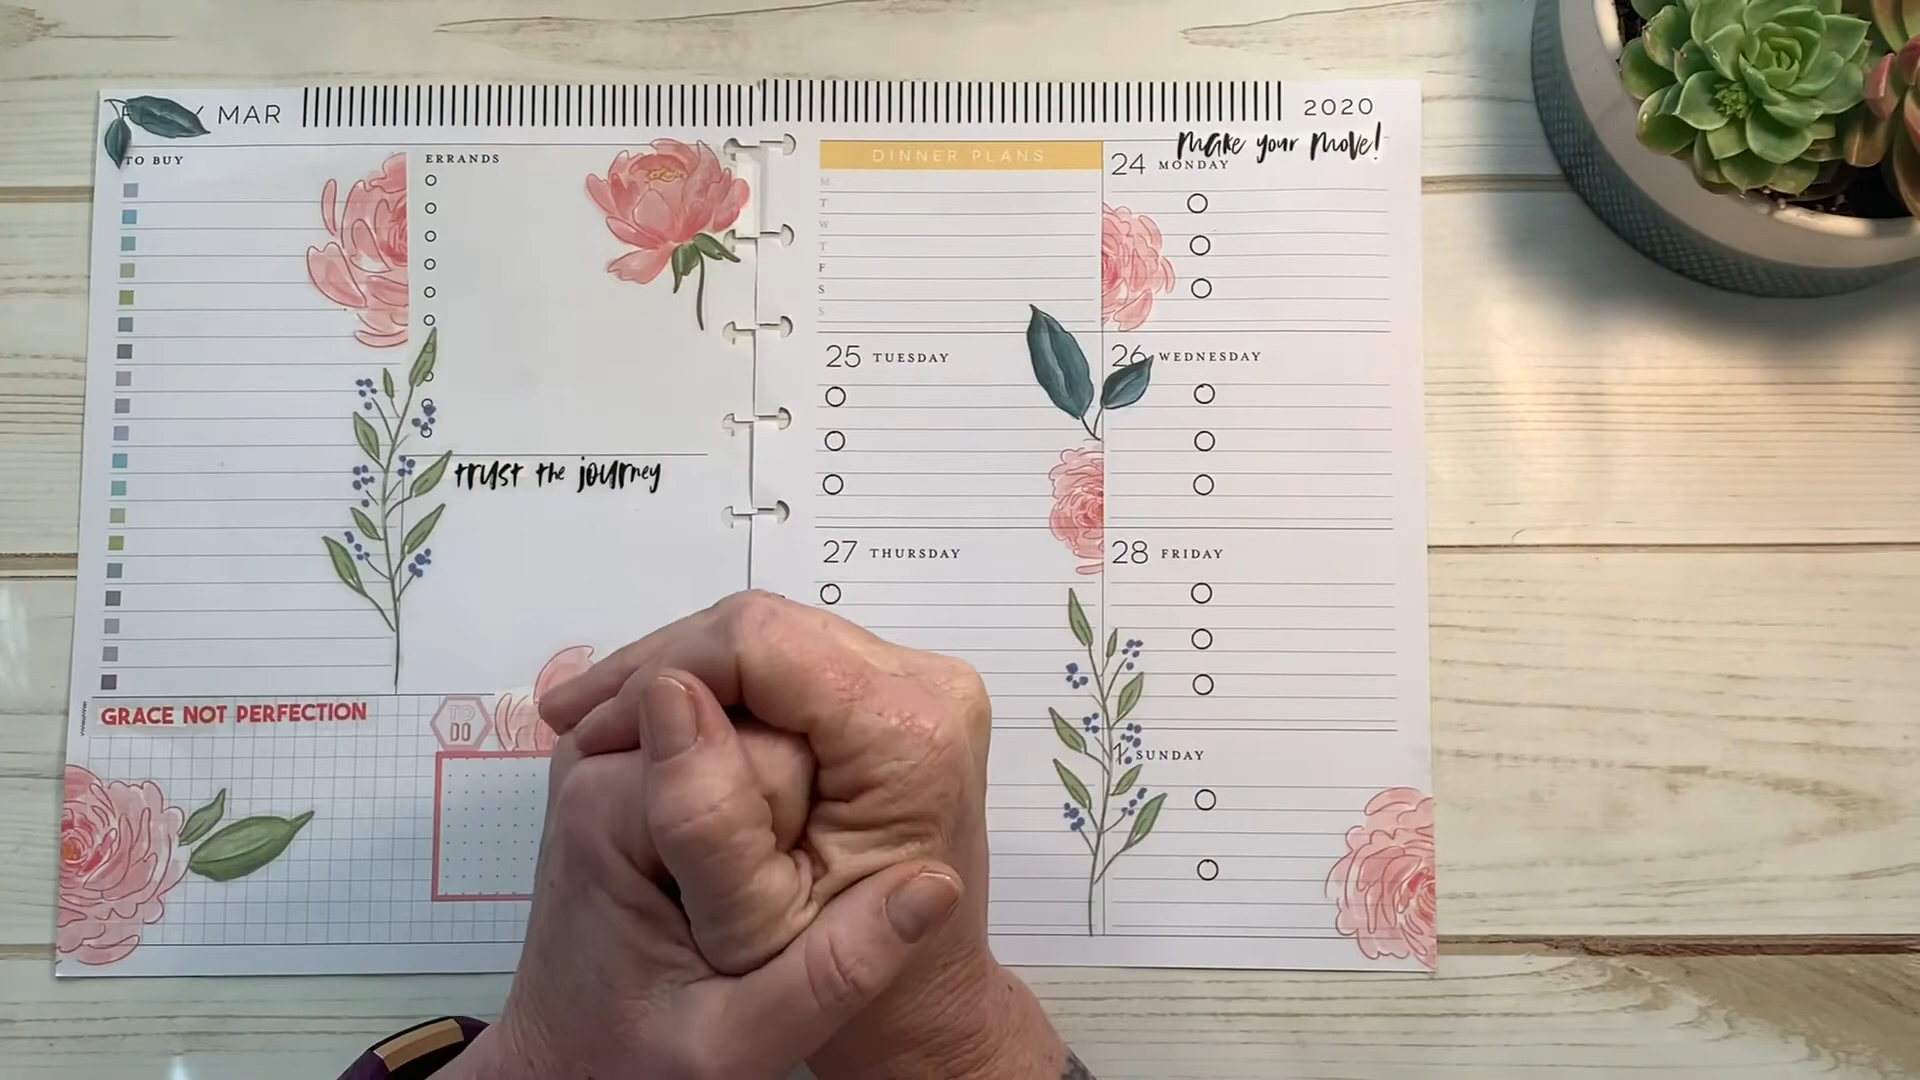 MAR
TO BUY
ERRANDS
trust the journey
GRACE NOT PERFECTION
TO
DO
2020
make your move!
DINNER PLANS
M
T
W
T
F
S
S
24 MONDAY
25 TUESDAY
26 WEDNESDAY
27 THURSDAY
28 FRIDAY
1 SUNDAY